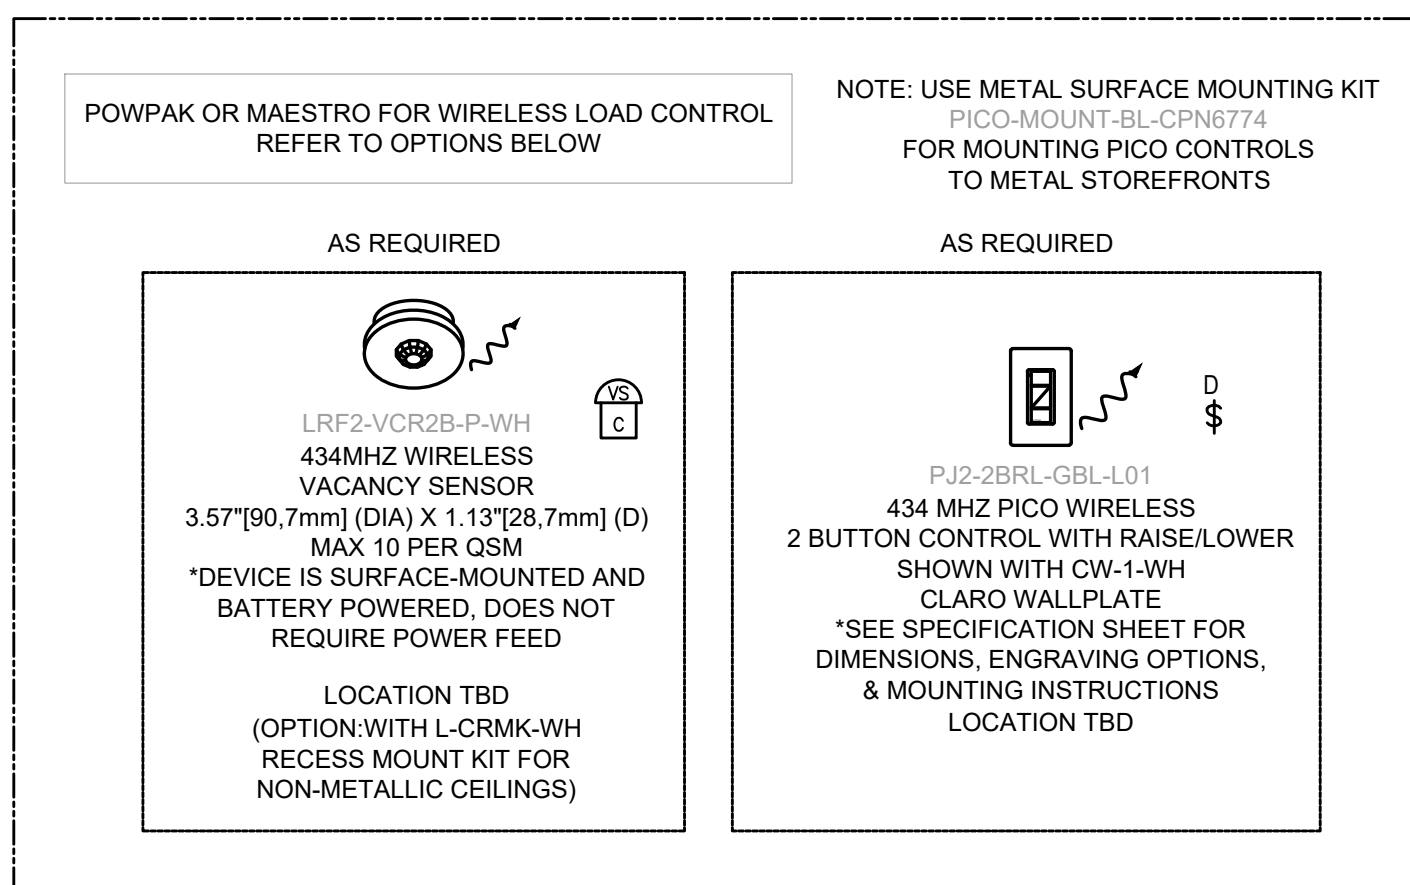 POWPAK OR MAESTRO FOR WIRELESS LOAD CONTROL
REFER TO OPTIONS BELOW
NOTE: USE METAL SURFACE MOUNTING KIT
PICO-MOUNT-BL-CPN6774
FOR MOUNTING PICO CONTROLS
TO METAL STOREFRONTS
AS REQUIRED
VS
C
LRF2-VCR2B-P-WH
434MHZ WIRELESS
VACANCY SENSOR
3.57"[90,7mm] (DIA) X 1.13"[28,7mm] (D)
MAX 10 PER QSM
*DEVICE IS SURFACE-MOUNTED AND
BATTERY POWERED, DOES NOT
REQUIRE POWER FEED
LOCATION TBD
(OPTION:WITH L-CRMK-WH
RECESS MOUNT KIT FOR
NON-METALLIC CEILINGS)
AS REQUIRED
D
$
PJ2-2BRL-GBL-L01
434 MHZ PICO WIRELESS
2 BUTTON CONTROL WITH RAISE/LOWER
SHOWN WITH CW-1-WH
CLARO WALLPLATE
*SEE SPECIFICATION SHEET FOR
DIMENSIONS, ENGRAVING OPTIONS,
& MOUNTING INSTRUCTIONS
LOCATION TBD